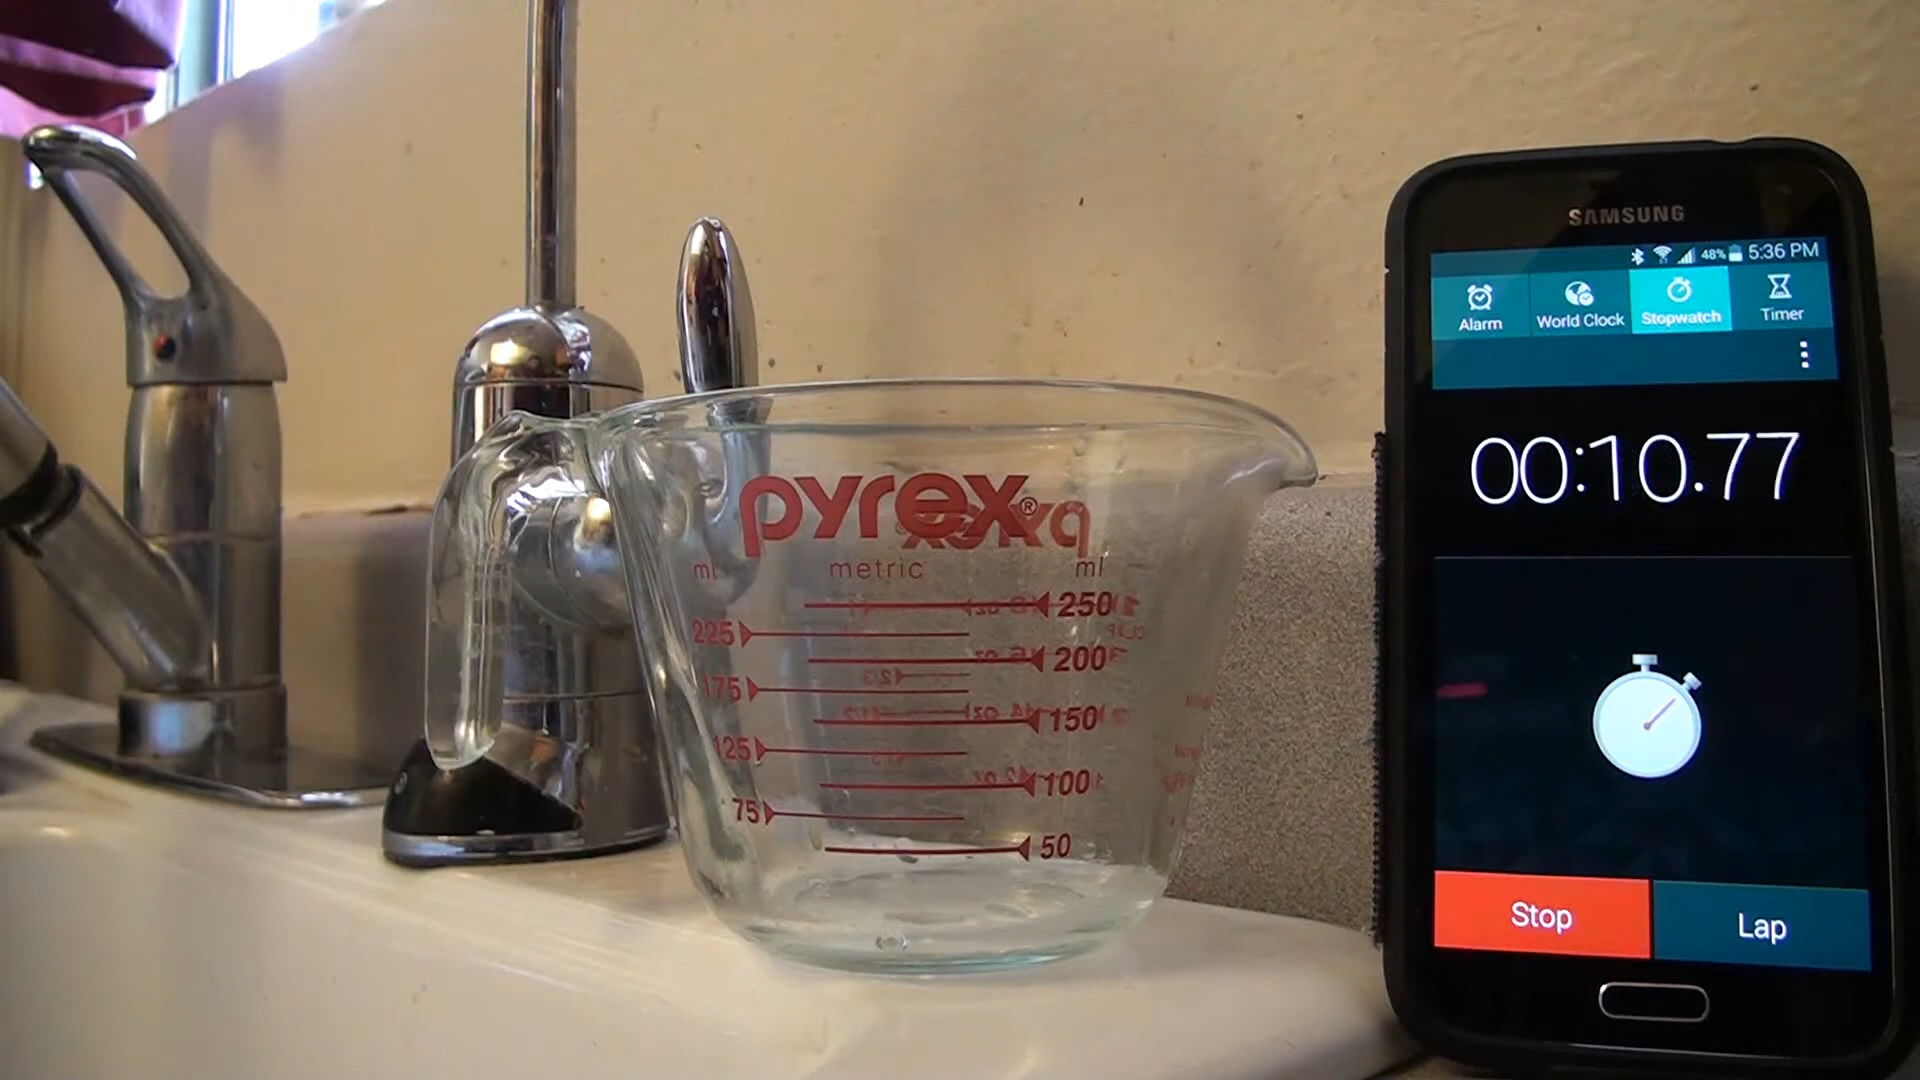 SAMSUNG
48% 5:36 PM
Alarm
World Clock
Stopwatch
Timer
00:10.77
Stop
Lap
pyrex®
ml metric ml
250
225
200
175
150
125
100
75
50